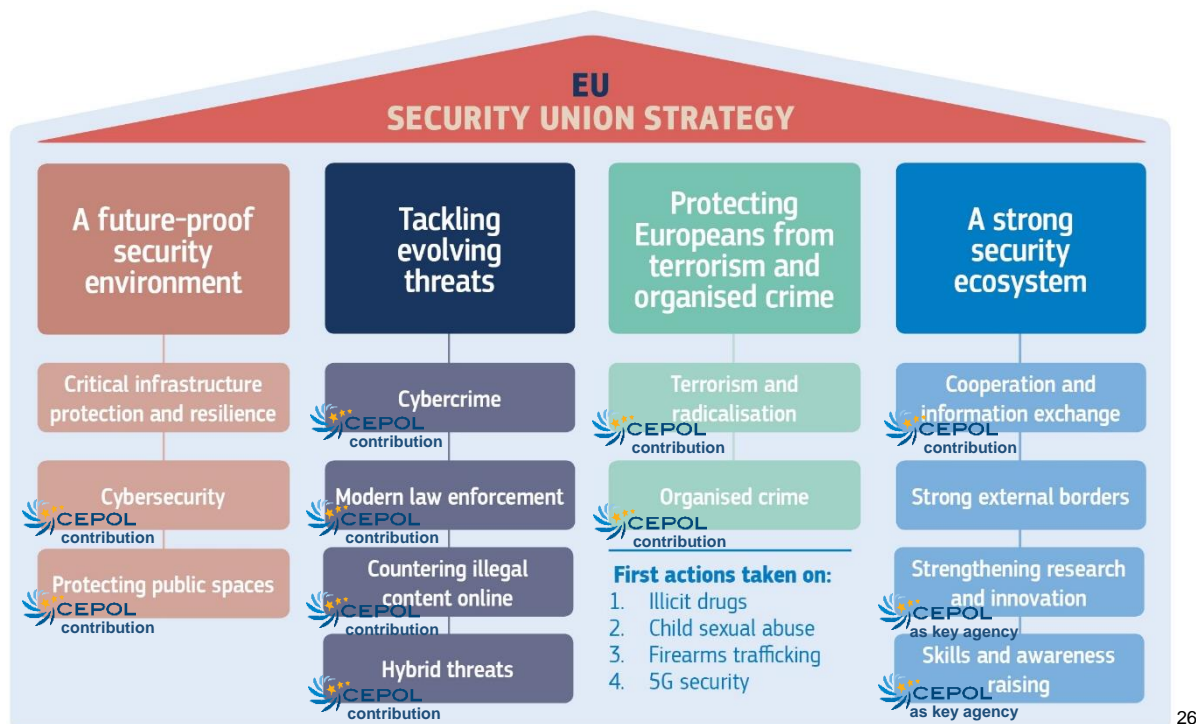 EU
SECURITY UNION STRATEGY
A future-proof
security
environment
Critical infrastructure
protection and resilience
Cybersecurity
CEPOL
contribution
Protecting public spaces
CEPOL
contribution
Tackling
evolving
threats
Cybercrime
CEPOL
contribution
Modern law enforcement
CEPOL
contribution
Countering illegal
content online
CEPOL
contribution
Hybrid threats
CEPOL
contribution
Protecting
Europeans from
terrorism and
organised crime
Terrorism and
radicalisation
CEPOL
contribution
Organised crime
CEPOL
contribution
First actions taken on:
1. Illicit drugs
2. Child sexual abuse
3. Firearms trafficking
4. 5G security
A strong
security
ecosystem
Cooperation and
information exchange
CEPOL
contribution
Strong external borders
Strengthening research
and innovation
CEPOL
as key agency
Skills and awareness
raising
CEPOL
as key agency
26